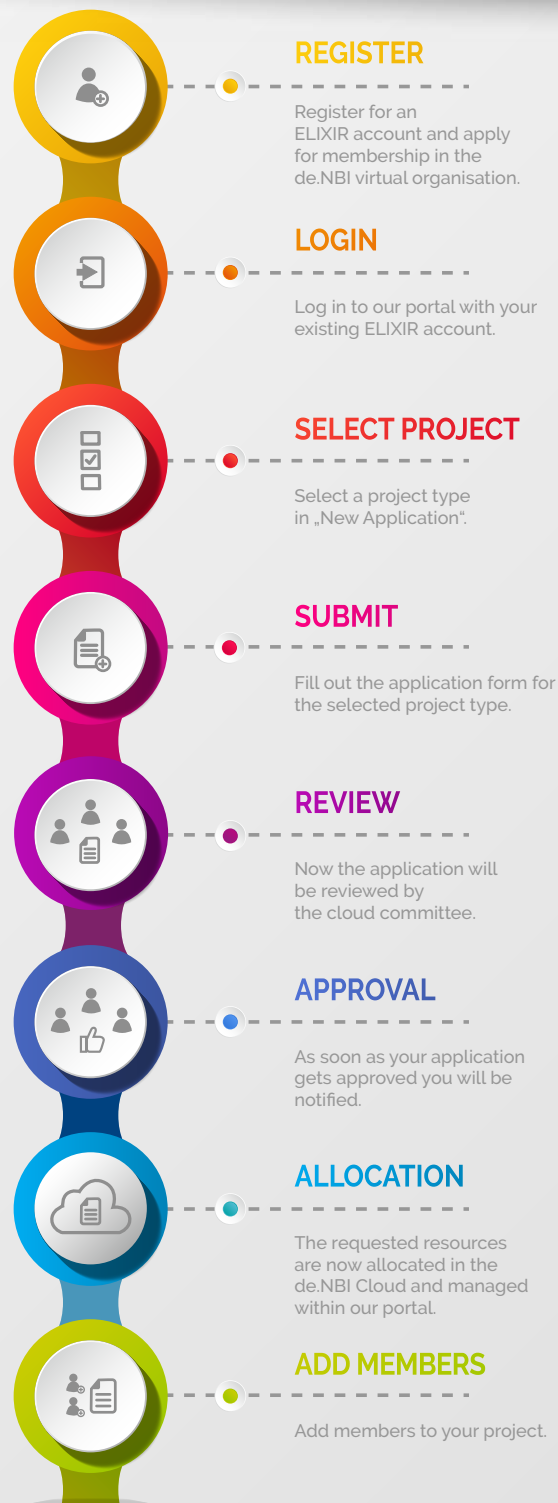 REGISTER
Register for an
ELIXIR account and apply
for membership in the
de.NBI virtual organisation.
LOGIN
Log in to our portal with your
existing ELIXIR account.
SELECT PROJECT
Select a project type
in „New Application“.
SUBMIT
Fill out the application form for
the selected project type.
REVIEW
Now the application will
be reviewed by
the cloud committee.
APPROVAL
As soon as your application
gets approved you will be
notified.
ALLOCATION
The requested resources
are now allocated in the
de.NBI Cloud and managed
within our portal.
ADD MEMBERS
Add members to your project.